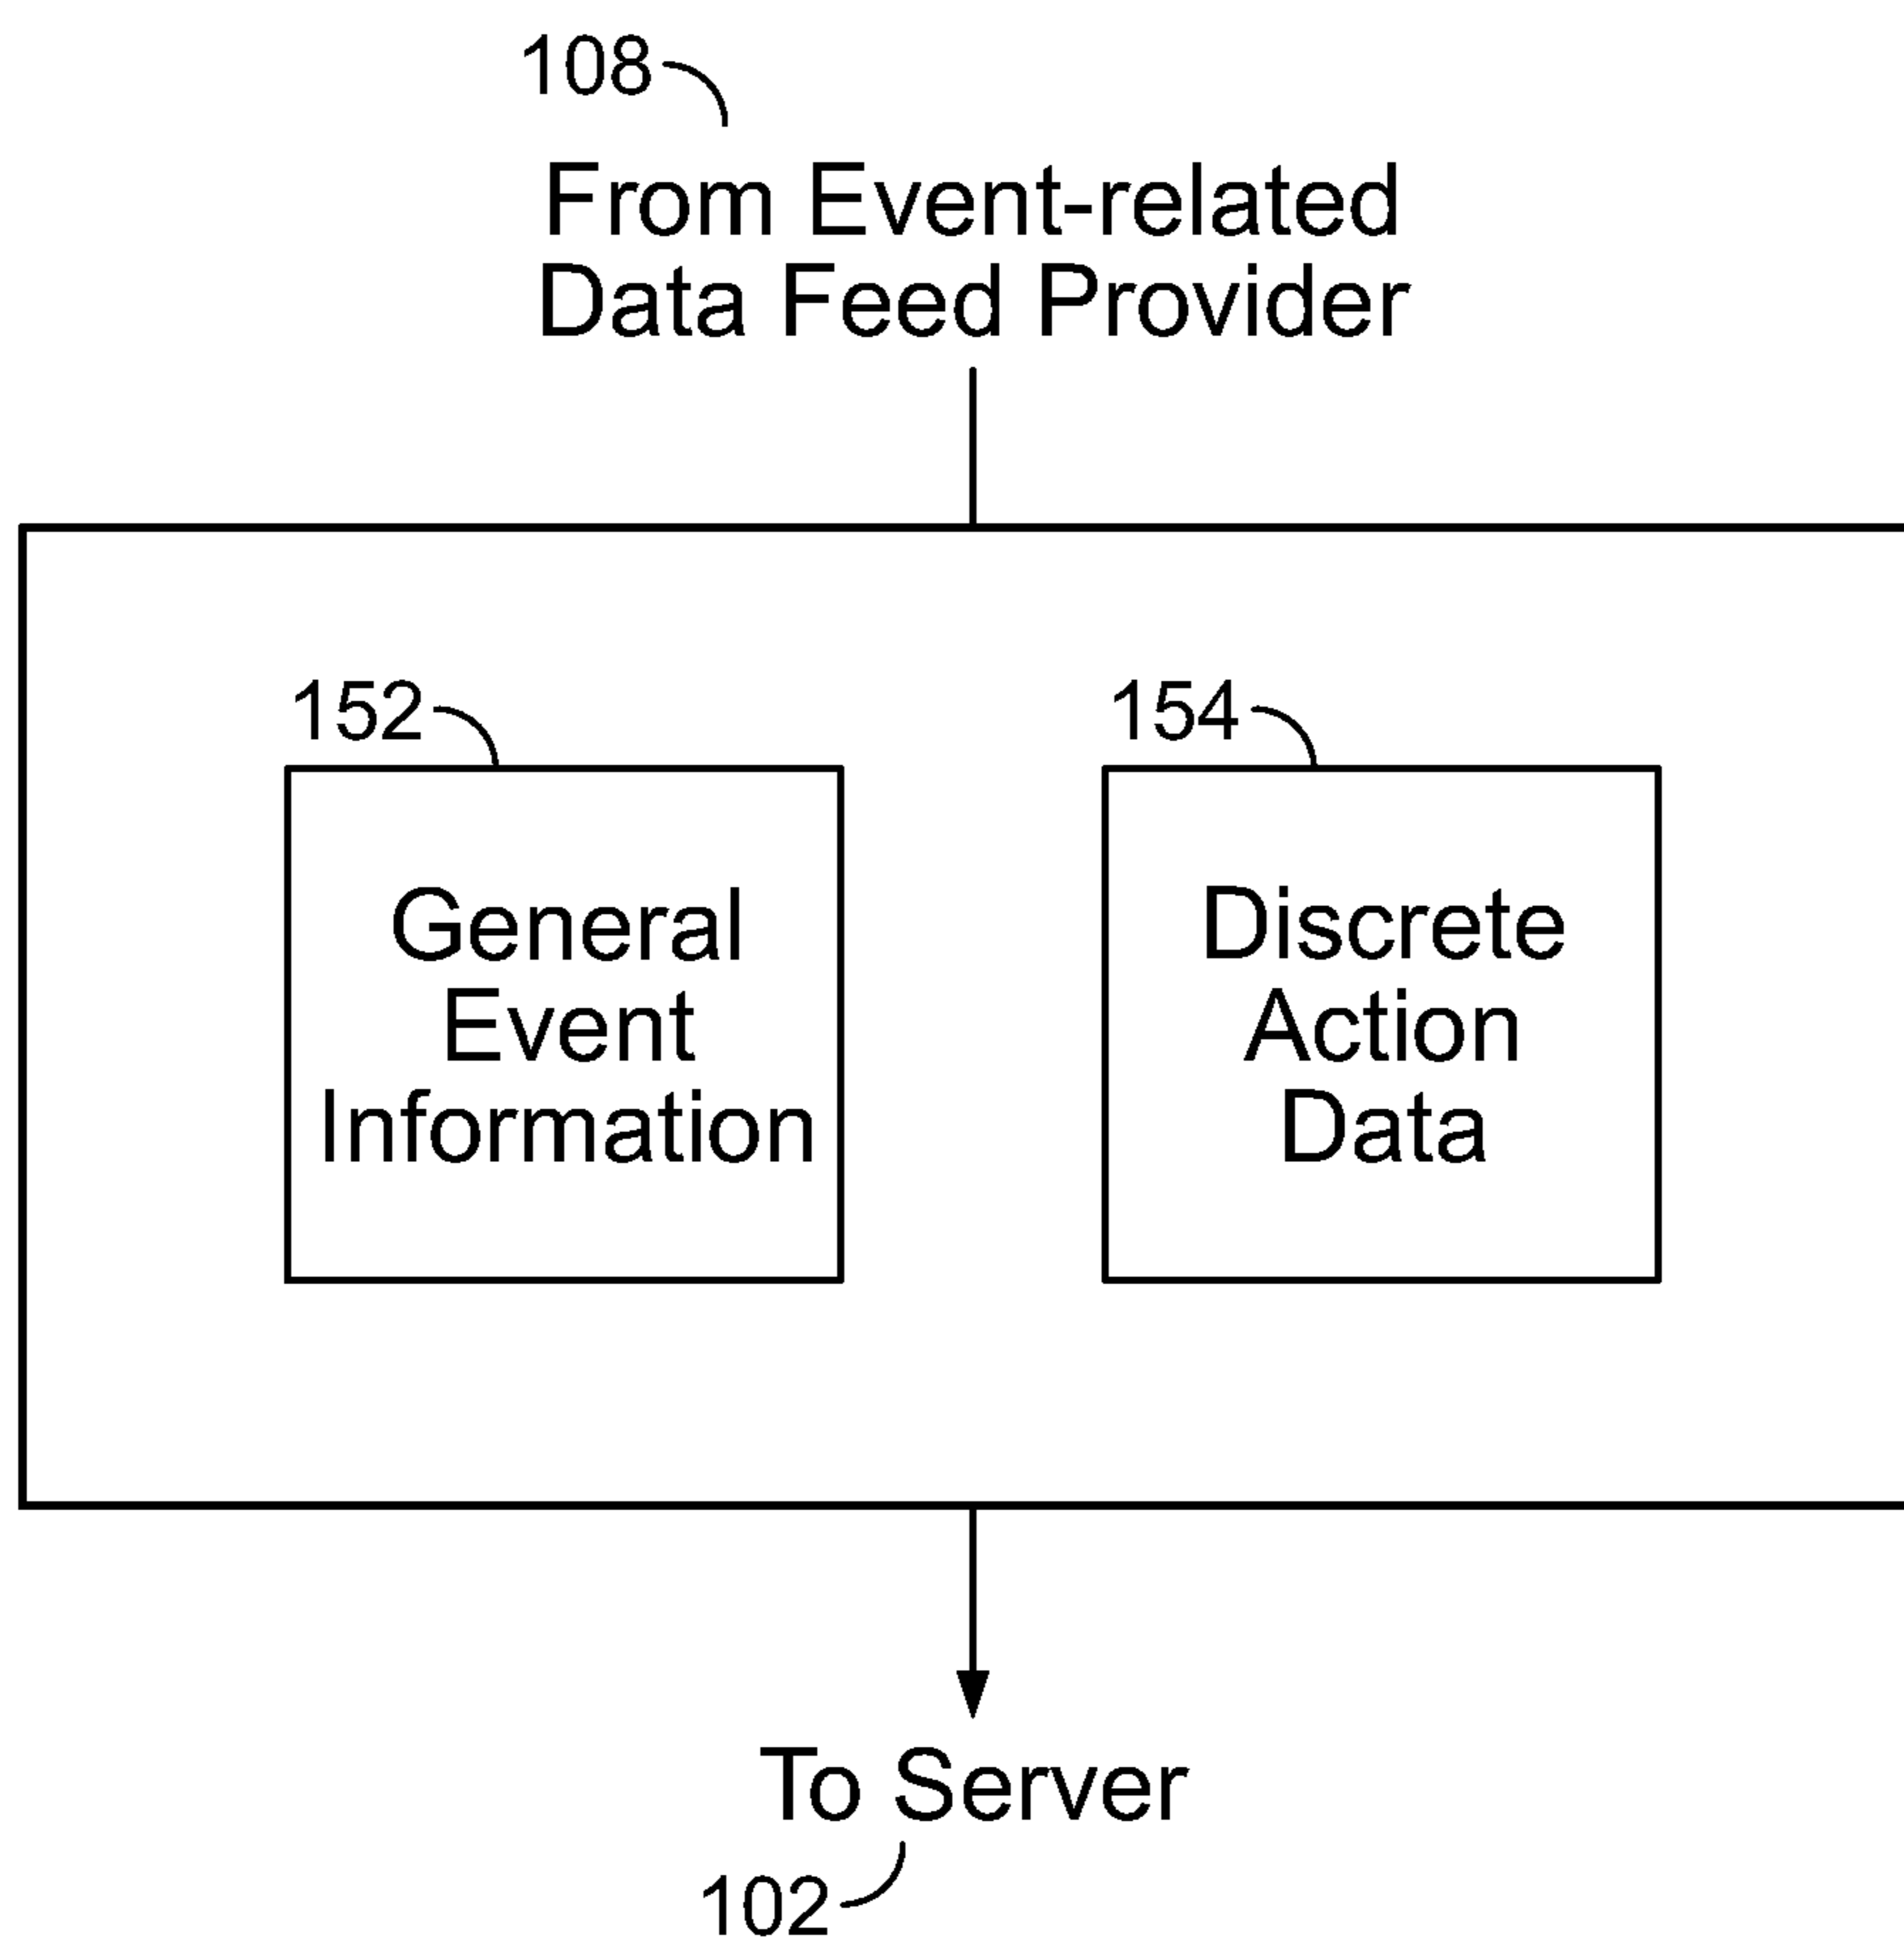 108
From Event-related
Data Feed Provider
152
General
Event
Information
154
Discrete
Action
Data
To Server
102